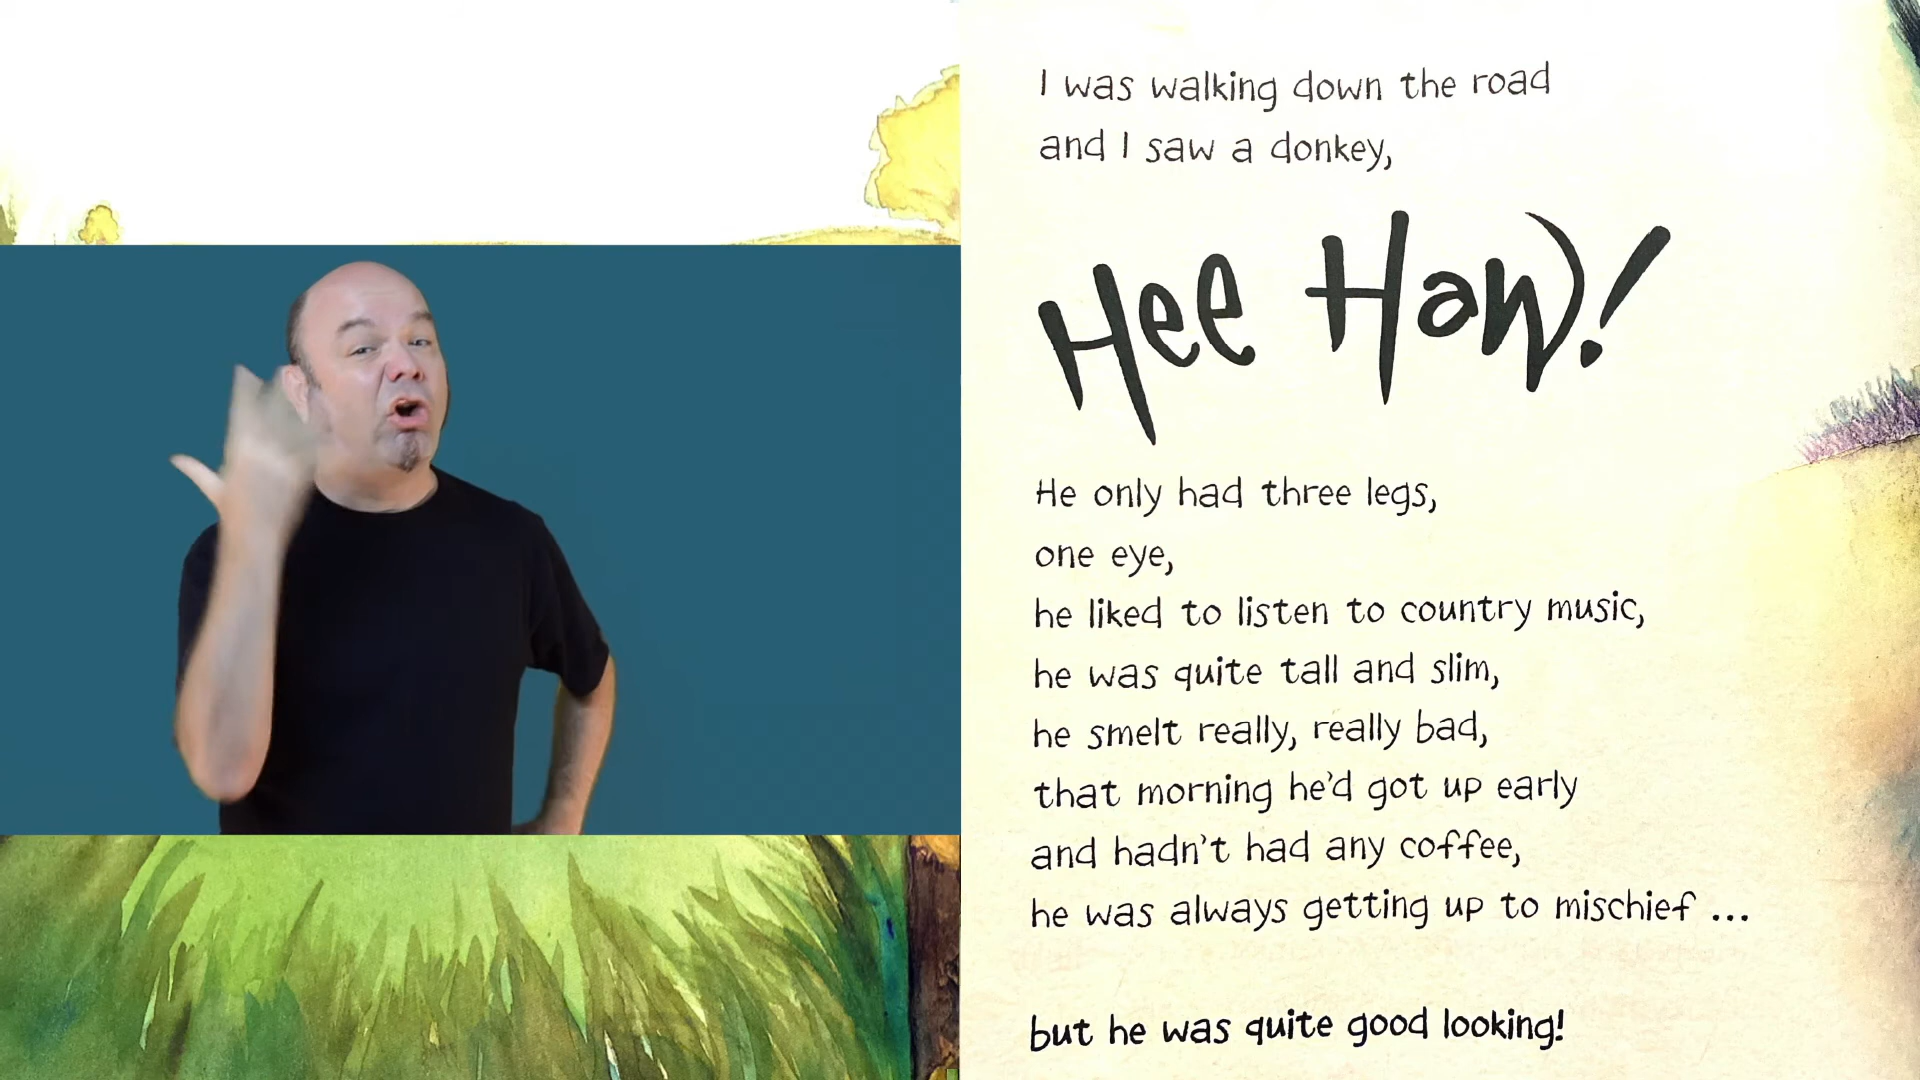 I was walking down the road
and I saw a donkey,
Hee Haw!
He only had three legs,
one eye,
he liked to listen to country music,
he was quite tall and slim,
he smelt really, really bad,
that morning he'd got up early
and hadn't had any coffee,
he was always getting up to mischief ...
but he was quite good looking!